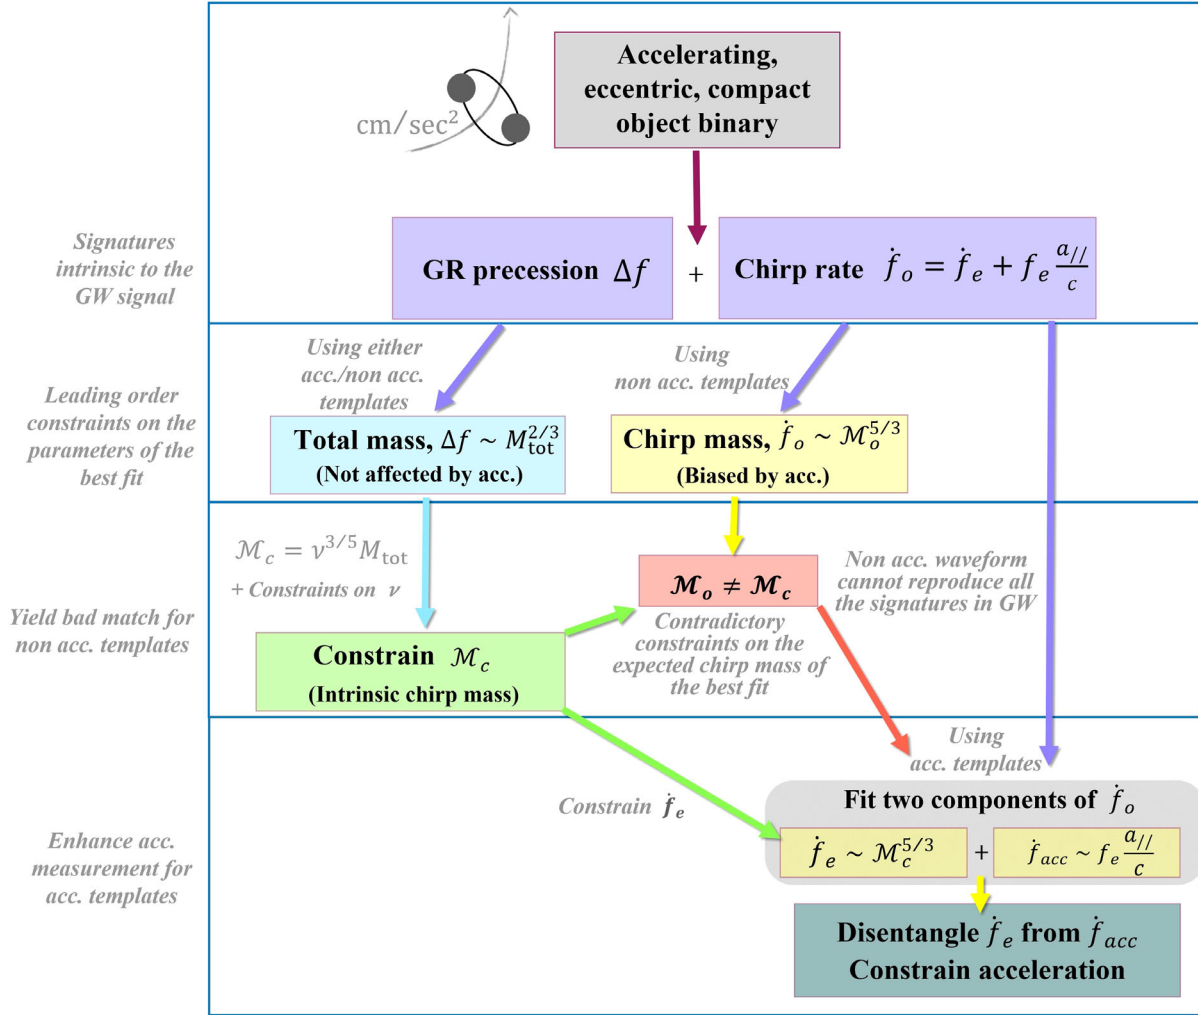 Accelerating,
eccentric, compact
object binary
cm/sec²
Signatures
intrinsic to the
GW signal
GR precession Δf
+
Chirp rate ḟ_o = ḟ_e + f_e a_{//}/c
Using either
acc./non acc.
templates
Using
non acc. templates
Leading order
constraints on the
parameters of the
best fit
Total mass, Δf ~ M_tot^{2/3}
(Not affected by acc.)
Chirp mass, ḟ_o ~ ℳ_o^{5/3}
(Biased by acc.)
ℳ_c = ν^{3/5} M_tot
+ Constraints on ν
ℳ_o ≠ ℳ_c
Non acc. waveform
cannot reproduce all
the signatures in GW
Yield bad match for
non acc. templates
Contradictory
constraints on the
expected chirp mass of
the best fit
Constrain ℳ_c
(Intrinsic chirp mass)
Using
acc. templates
Constrain ḟ_e
Fit two components of ḟ_o
ḟ_e ~ ℳ_c^{5/3}
+
ḟ_acc ~ f_e a_{//}/c
Enhance acc.
measurement for
acc. templates
Disentangle ḟ_e from ḟ_acc
Constrain acceleration